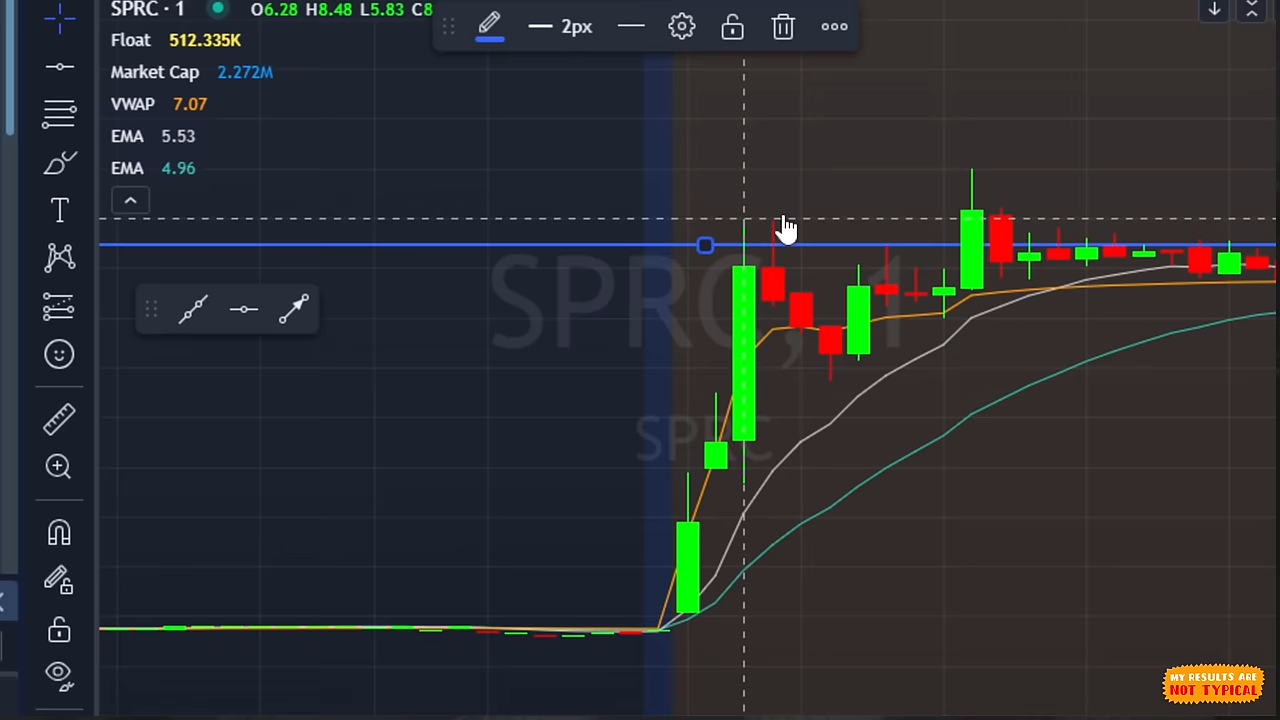 SPRC · 1 O6.28 H8.48 L5.83 C8
2px
Float 512.335K
Market Cap 2.272M
VWAP 7.07
EMA 5.53
EMA 4.96
SPRC, 1
SPRC
MY RESULTS ARE
NOT TYPICAL